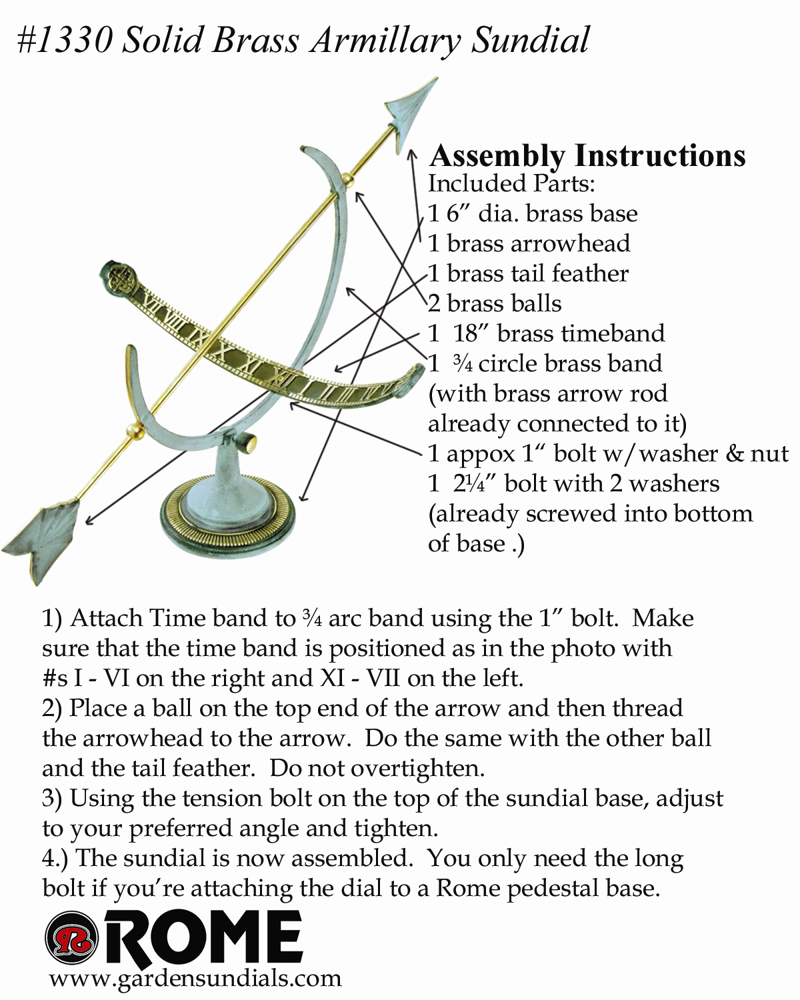 #1330 Solid Brass Armillary Sundial
Assembly Instructions
Included Parts:
1 6” dia. brass base
1 brass arrowhead
1 brass tail feather
2 brass balls
1 18” brass timeband
1 ¾ circle brass band
(with brass arrow rod
already connected to it)
1 appox 1“ bolt w/washer & nut
1 2¼” bolt with 2 washers
(already screwed into bottom
of base .)
VII VIII IX X XI XII I II III IV V
1) Attach Time band to ¾ arc band using the 1” bolt. Make
sure that the time band is positioned as in the photo with
#s I - VI on the right and XI - VII on the left.
2) Place a ball on the top end of the arrow and then thread
the arrowhead to the arrow. Do the same with the other ball
and the tail feather. Do not overtighten.
3) Using the tension bolt on the top of the sundial base, adjust
to your preferred angle and tighten.
4.) The sundial is now assembled. You only need the long
bolt if you’re attaching the dial to a Rome pedestal base.
R ROME
www.gardensundials.com